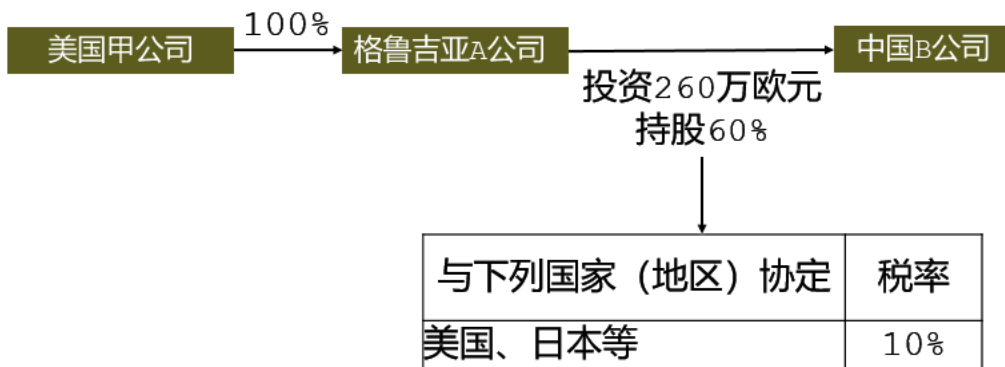 美国甲公司
100%
格鲁吉亚A公司
中国B公司
投资260万欧元
持股60%
与下列国家（地区）协定 税率
美国、日本等 10%